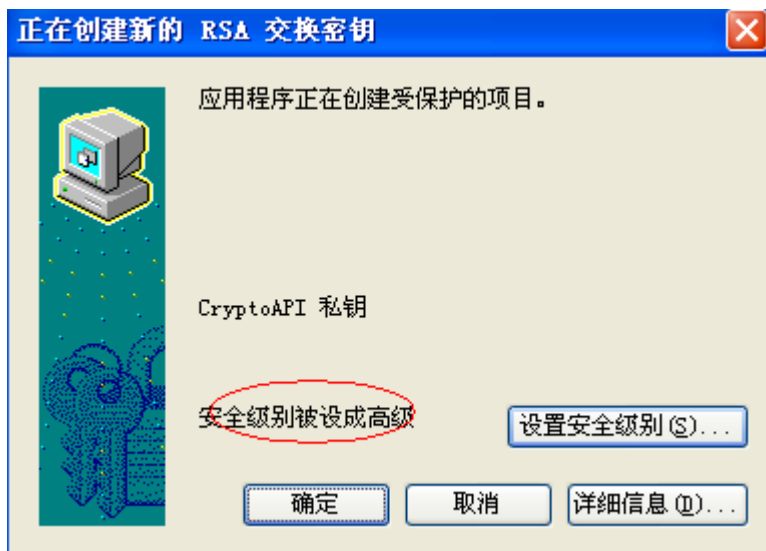 正在创建新的 RSA 交换密钥
应用程序正在创建受保护的项目。
CryptoAPI 私钥
安全级别被设成高级
设置安全级别(S)...
确定
取消
详细信息(D)...